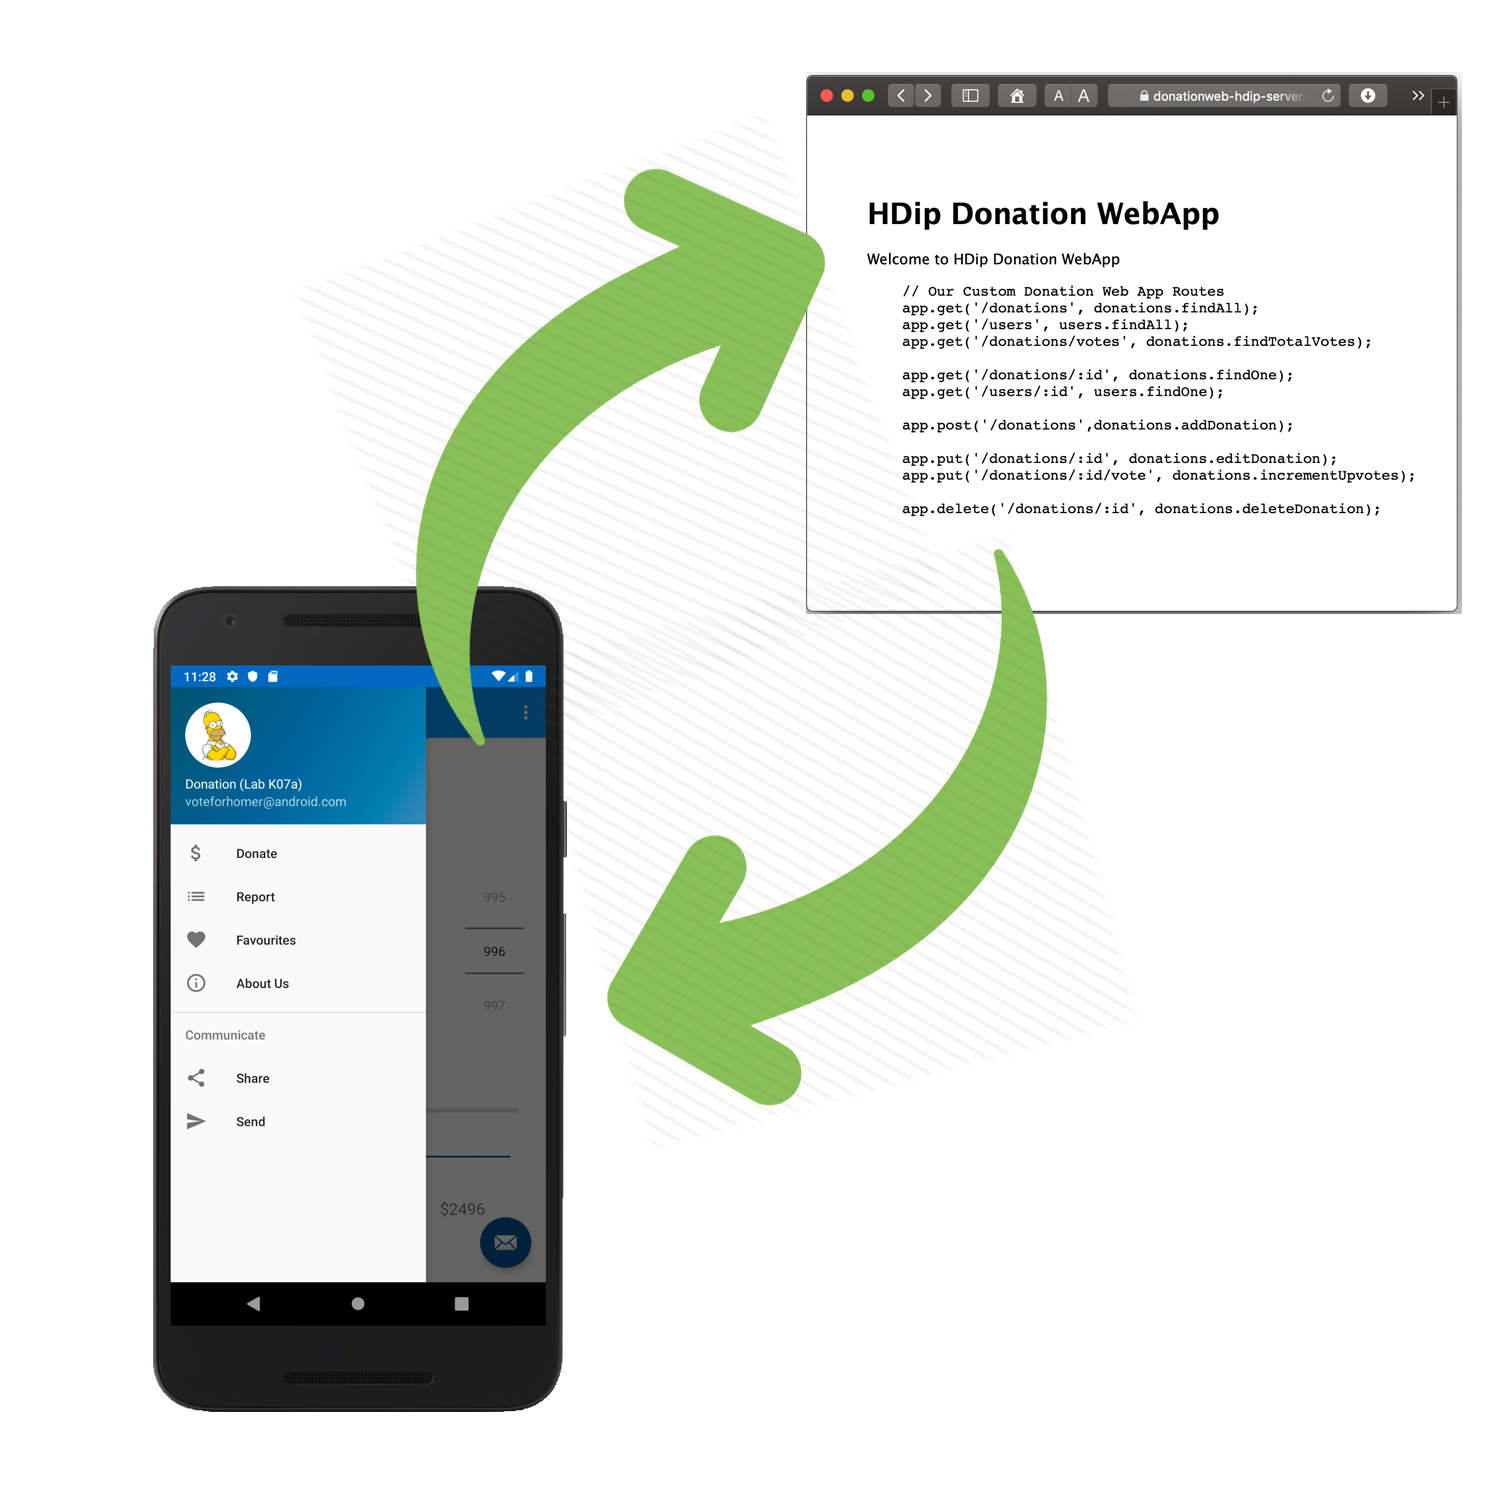 A A donationweb-hdip-server.
HDip Donation WebApp
Welcome to HDip Donation WebApp
// Our Custom Donation Web App Routes
app.get('/donations', donations.findAll);
app.get('/users', users.findAll);
app.get('/donations/votes', donations.findTotalVotes);
app.get('/donations/:id', donations.findOne);
app.get('/users/:id', users.findOne);
app.post('/donations',donations.addDonation);
app.put('/donations/:id', donations.editDonation);
app.put('/donations/:id/vote', donations.incrementUpvotes);
app.delete('/donations/:id', donations.deleteDonation);
11:28
Donation (Lab K07a)
voteforhomer@android.com
Donate
Report
Favourites
About Us
Communicate
Share
Send
995
996
997
$2496